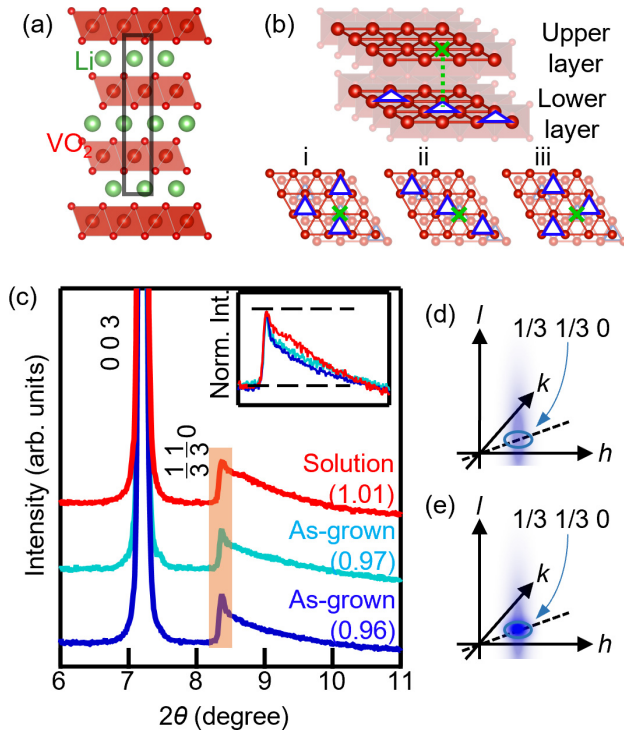 (a)
Li
VO2
(b)
Upper
layer
Lower
layer
i
ii
iii
(c)
Intensity (arb. units)
0 0 3
1/3 1/3 0
Norm. Int.
Solution
(1.01)
As-grown
(0.97)
As-grown
(0.96)
6
7
8
9
10
11
2θ (degree)
(d)
l
1/3 1/3 0
k
h
(e)
l
1/3 1/3 0
k
h